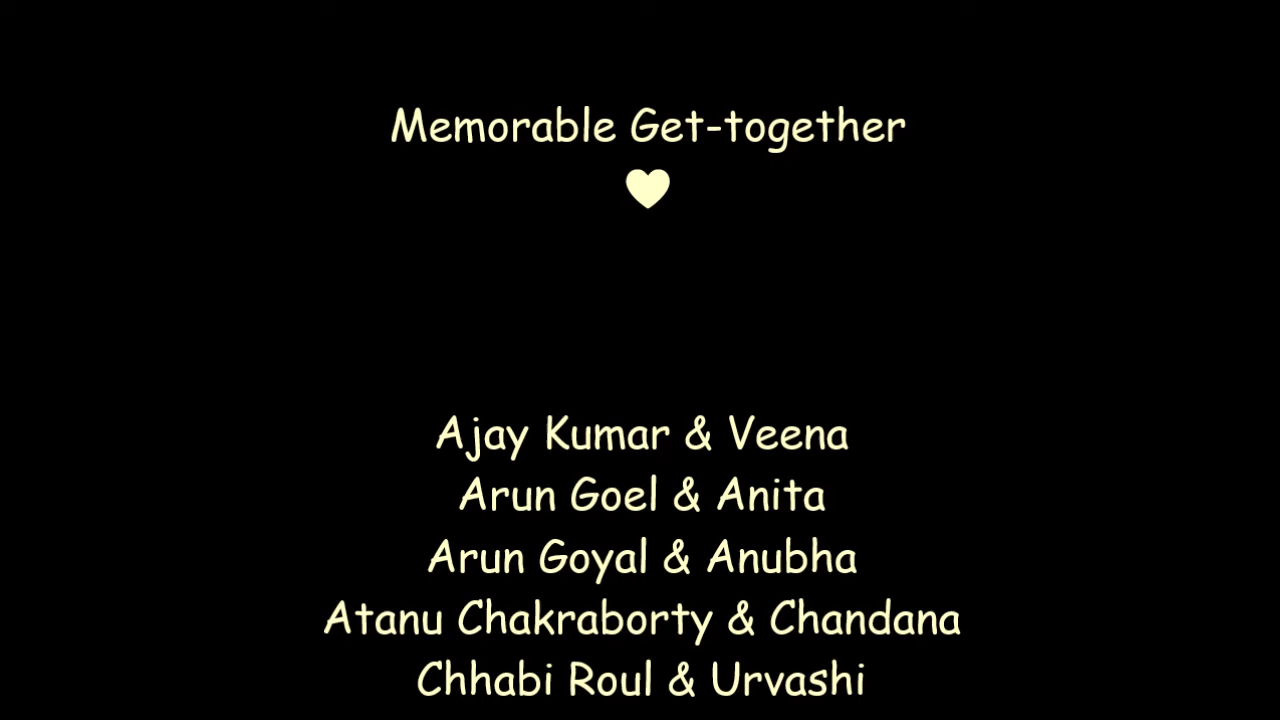 Memorable Get-together
♥
Ajay Kumar & Veena
Arun Goel & Anita
Arun Goyal & Anubha
Atanu Chakraborty & Chandana
Chhabi Roul & Urvashi